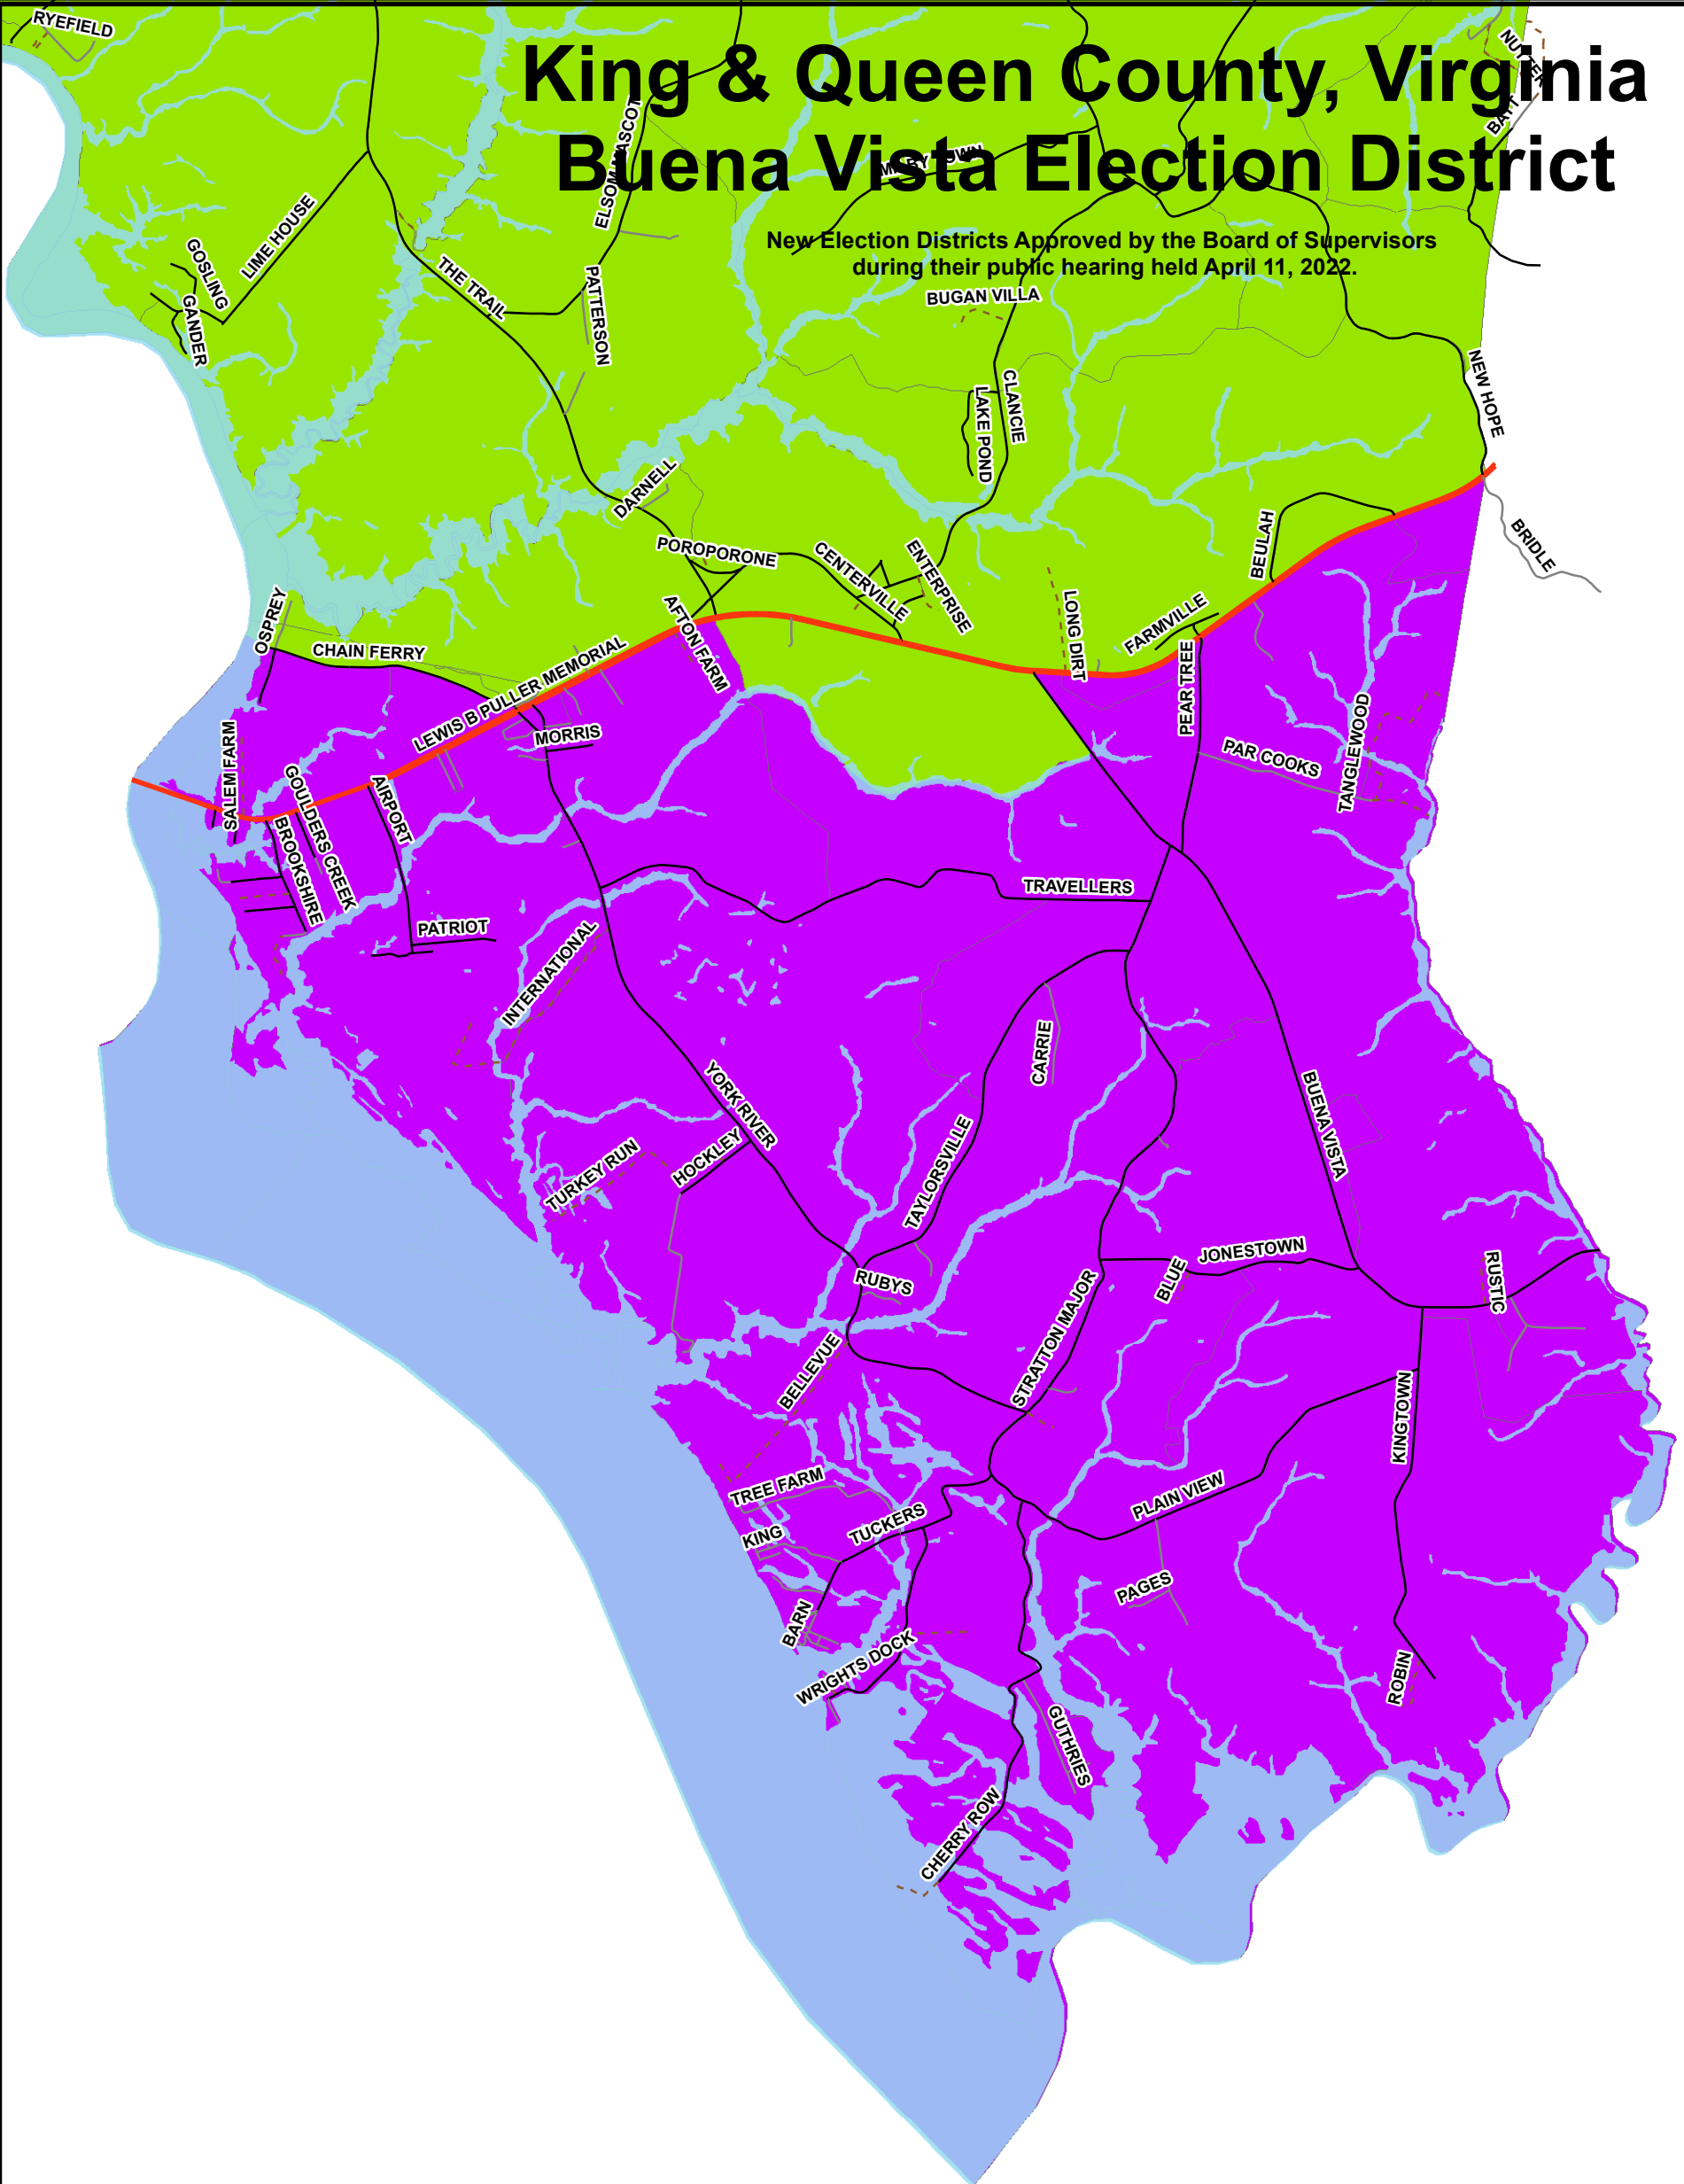 RYEFIELD
NUTTER
King & Queen County, Virginia
BAYT
ELSOM MASCOT
Buena Vista Election District
LIME HOUSE
GOSLING
New Election Districts Approved by the Board of Supervisors
during their public hearing held April 11, 2022.
THE TRAIL
GANDER
PATTERSON
BUGAN VILLA
NEW HOPE
CLANCIE
LAKE POND
DARNELL
BEULAH
BRIDLE
POROPORONE
CENTERVILLE
ENTERPRISE
OSPREY
AFTON FARM
LONG DIRT
FARMVILLE
CHAIN FERRY
LEWIS B PULLER MEMORIAL
PEAR TREE
MORRIS
SALEM FARM
PAR COOKS
TANGLEWOOD
GOULDERS CREEK
AIRPORT
BROOKSHIRE
TRAVELLERS
PATRIOT
INTERNATIONAL
CARRIE
YORK RIVER
BUENA VISTA
HOCKLEY
TURKEY RUN
TAYLORSVILLE
JONESTOWN
RUBYS
BLUE
RUSTIC
STRATTON MAJOR
BELLEVUE
KINGTOWN
TREE FARM
PLAIN VIEW
TUCKERS
KING
PAGES
BARN
WRIGHTS DOCK
ROBIN
GUTHRIES
CHERRY ROW